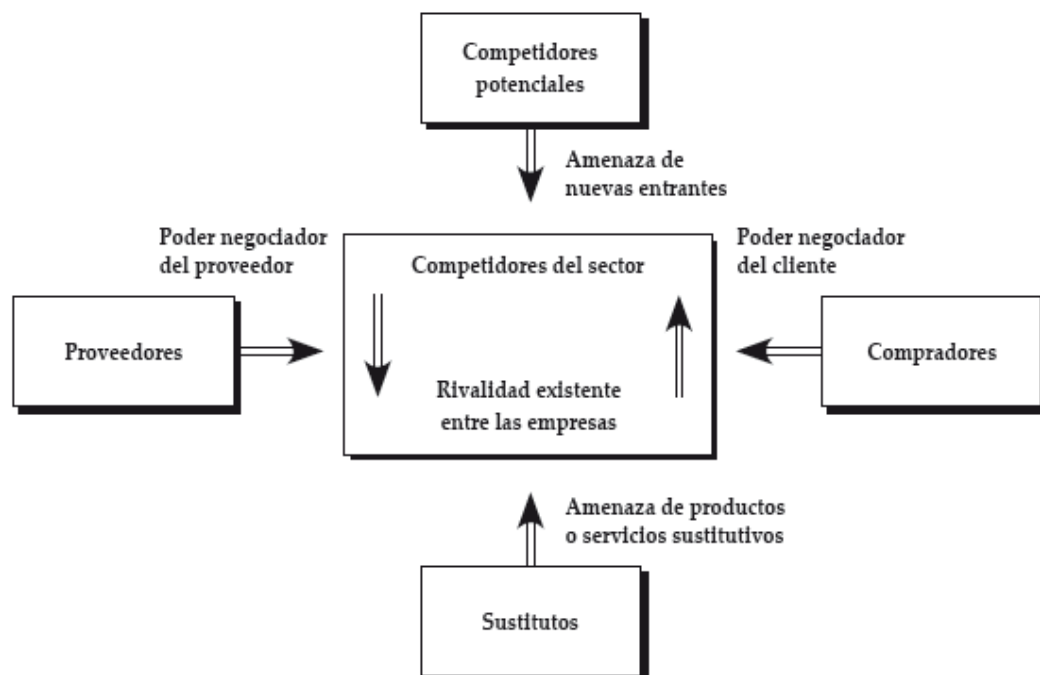 Competidores
potenciales
Amenaza de
nuevas entrantes
Poder negociador
del proveedor
Competidores del sector
Poder negociador
del cliente
Proveedores
Compradores
Rivalidad existente
entre las empresas
Amenaza de productos
o servicios sustitutivos
Sustitutos